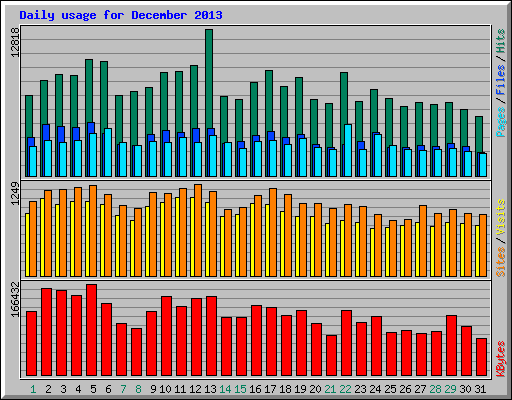 Daily usage for December 2013
12818
Pages / Files / Hits
1249
Sites / Visits
166432
KBytes
1 2 3 4 5 6 7 8 9 10 11 12 13 14 15 16 17 18 19 20 21 22 23 24 25 26 27 28 29 30 31